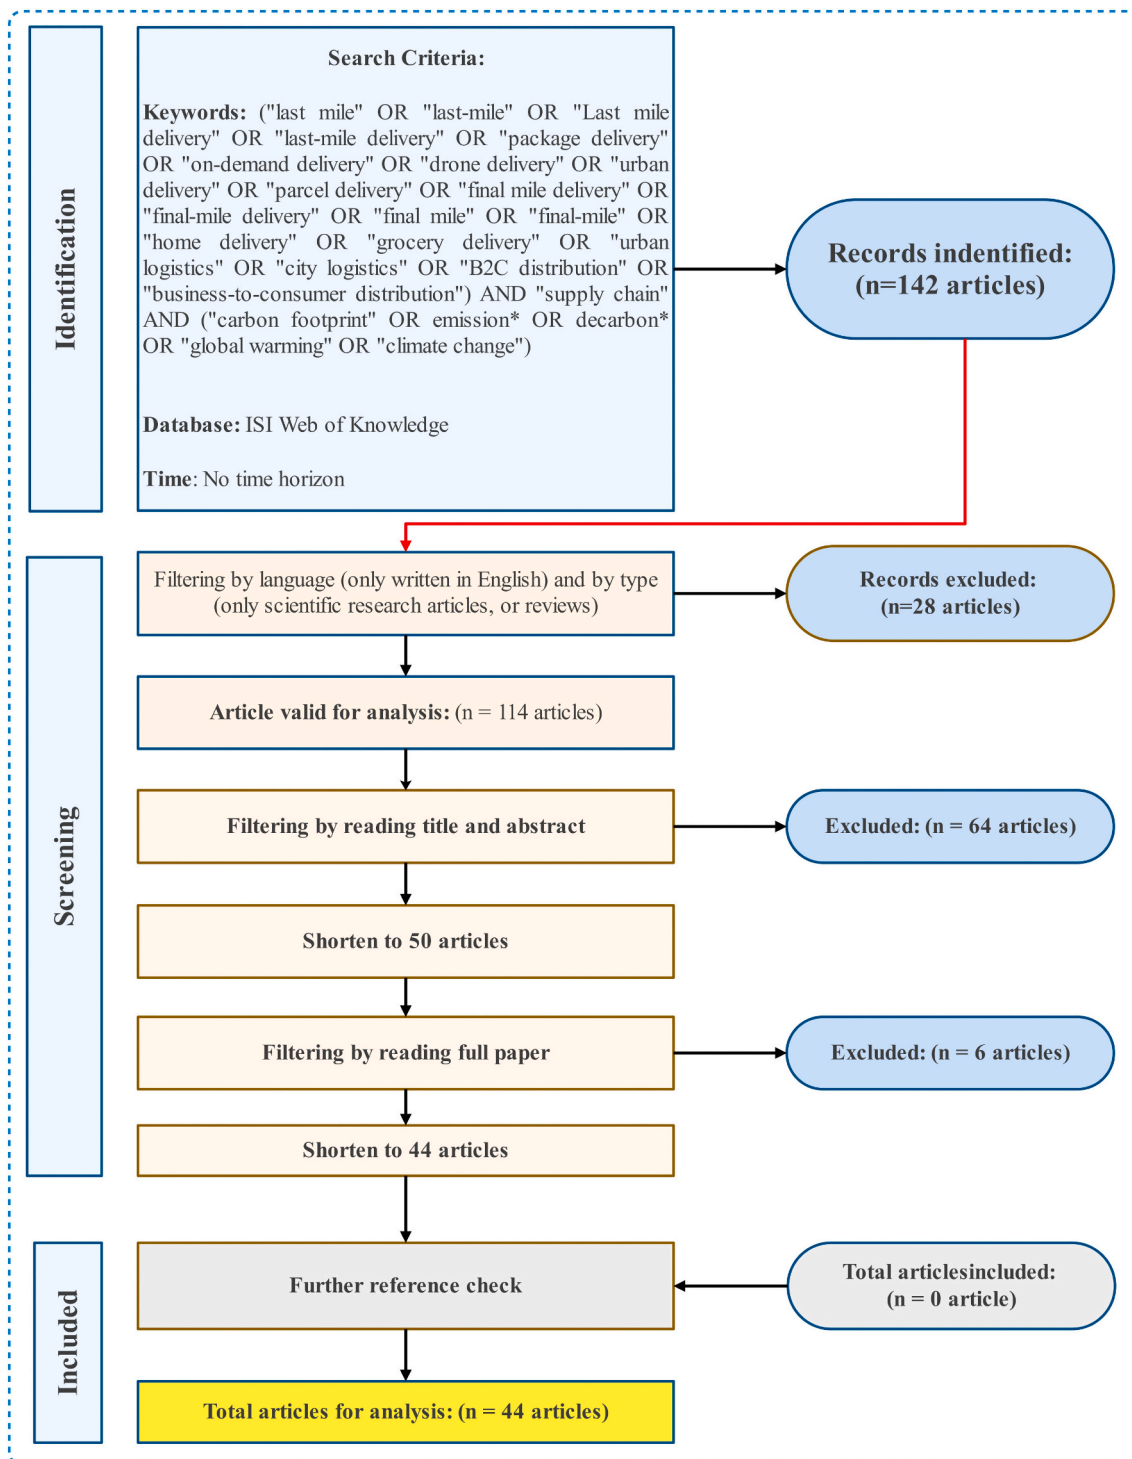 Identification
Search Criteria:
Keywords: ("last mile" OR "last-mile" OR "Last mile
delivery" OR "last-mile delivery" OR "package delivery"
OR "on-demand delivery" OR "drone delivery" OR "urban
delivery" OR "parcel delivery" OR "final mile delivery" OR
"final-mile delivery" OR "final mile" OR "final-mile" OR
"home delivery" OR "grocery delivery" OR "urban
logistics" OR "city logistics" OR "B2C distribution" OR
"business-to-consumer distribution") AND "supply chain"
AND ("carbon footprint" OR emission* OR decarbon*
OR "global warming" OR "climate change")
Database: ISI Web of Knowledge
Time: No time horizon
Records indentified:
(n=142 articles)
Screening
Filtering by language (only written in English) and by type
(only scientific research articles, or reviews)
Records excluded:
(n=28 articles)
Article valid for analysis: (n = 114 articles)
Filtering by reading title and abstract
Excluded: (n = 64 articles)
Shorten to 50 articles
Filtering by reading full paper
Excluded: (n = 6 articles)
Shorten to 44 articles
Included
Further reference check
Total articlesincluded:
(n = 0 article)
Total articles for analysis: (n = 44 articles)